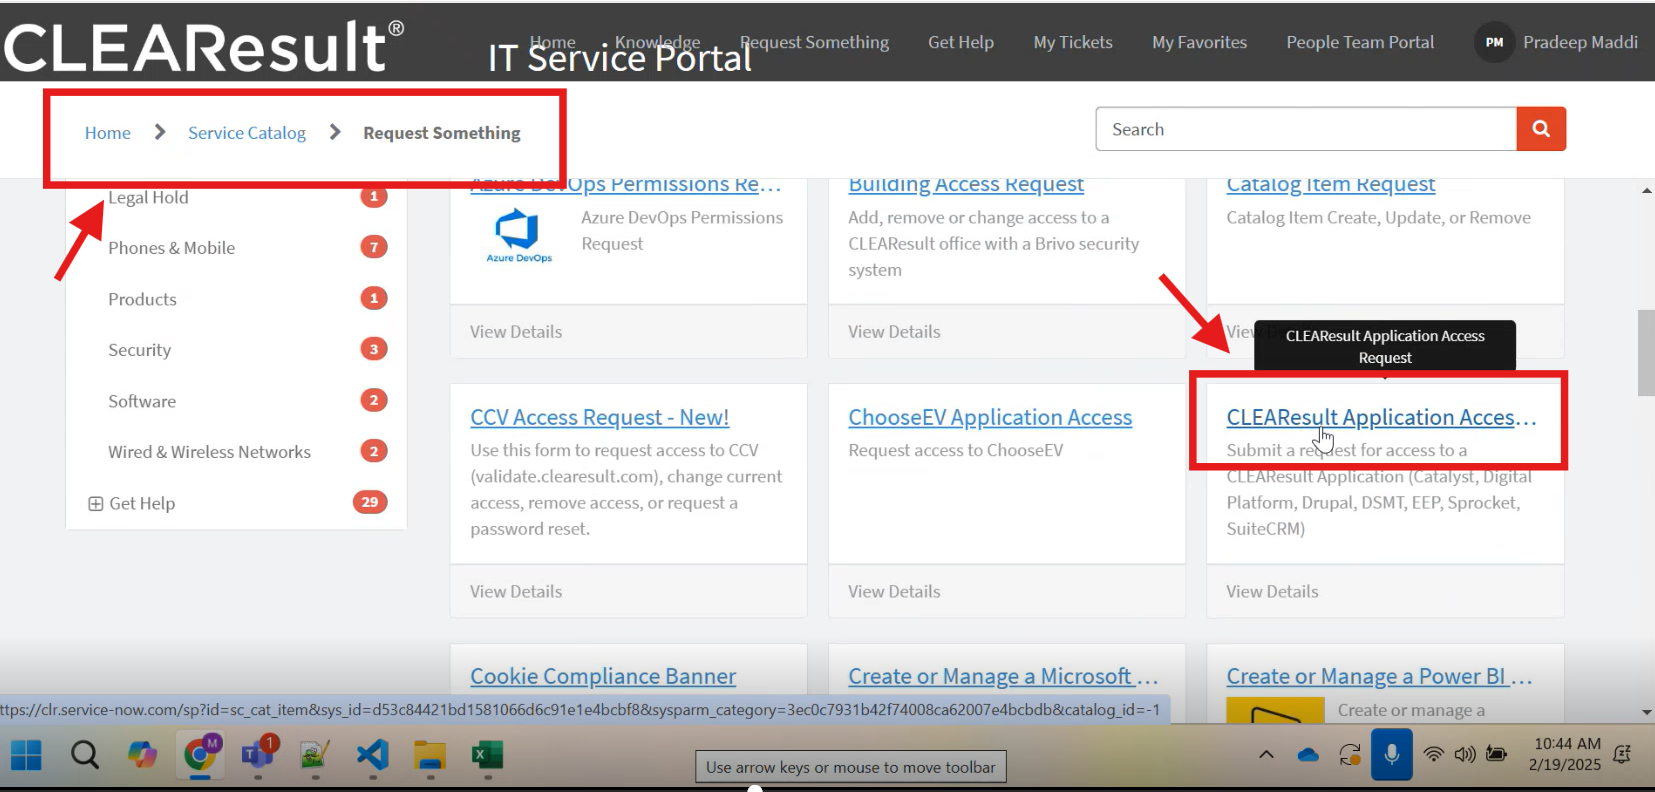 CLEAResult®
IT Service Portal
Home Knowledge Request Something Get Help My Tickets My Favorites People Team Portal PM Pradeep Maddi
Home Service Catalog Request Something
Search
Legal Hold 1
Phones & Mobile 7
Products 1
Security 3
Software 2
Wired & Wireless Networks 2
Get Help 29
Azure DevOps Permissions Re...
Azure DevOps
Azure DevOps Permissions
Request
View Details
Building Access Request
Add, remove or change access to a
CLEAResult office with a Brivo security
system
View Details
Catalog Item Request
Catalog Item Create, Update, or Remove
CLEAResult Application Access
Request
CCV Access Request - New!
Use this form to request access to CCV
(validate.clearesult.com), change current
access, remove access, or request a
password reset.
View Details
ChooseEV Application Access
Request access to ChooseEV
View Details
CLEAResult Application Acces...
Submit a request for access to a
CLEAResult Application (Catalyst, Digital
Platform, Drupal, DSMT, EEP, Sprocket,
SuiteCRM)
View Details
Cookie Compliance Banner
Create or Manage a Microsoft ...
Create or Manage a Power BI ...
Create or manage a
ttps://clr.service-now.com/sp?id=sc_cat_item&sys_id=d53c84421bd1581066d6c91e1e4bcbf8&sysparm_category=3ec0c7931b42f74008ca62007e4bcbdb&catalog_id=-1
M
1
Use arrow keys or mouse to move toolbar
10:44 AM
2/19/2025